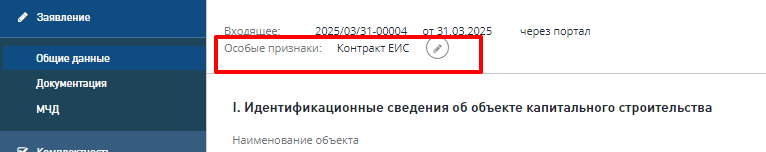 Заявление
Общие данные
Документация
МЧД
Комплектность
Входящее: 2025/03/31-00004 от 31.03.2025 через портал
Особые признаки: Контракт ЕИС
I. Идентификационные сведения об объекте капитального строительства
Наименование объекта